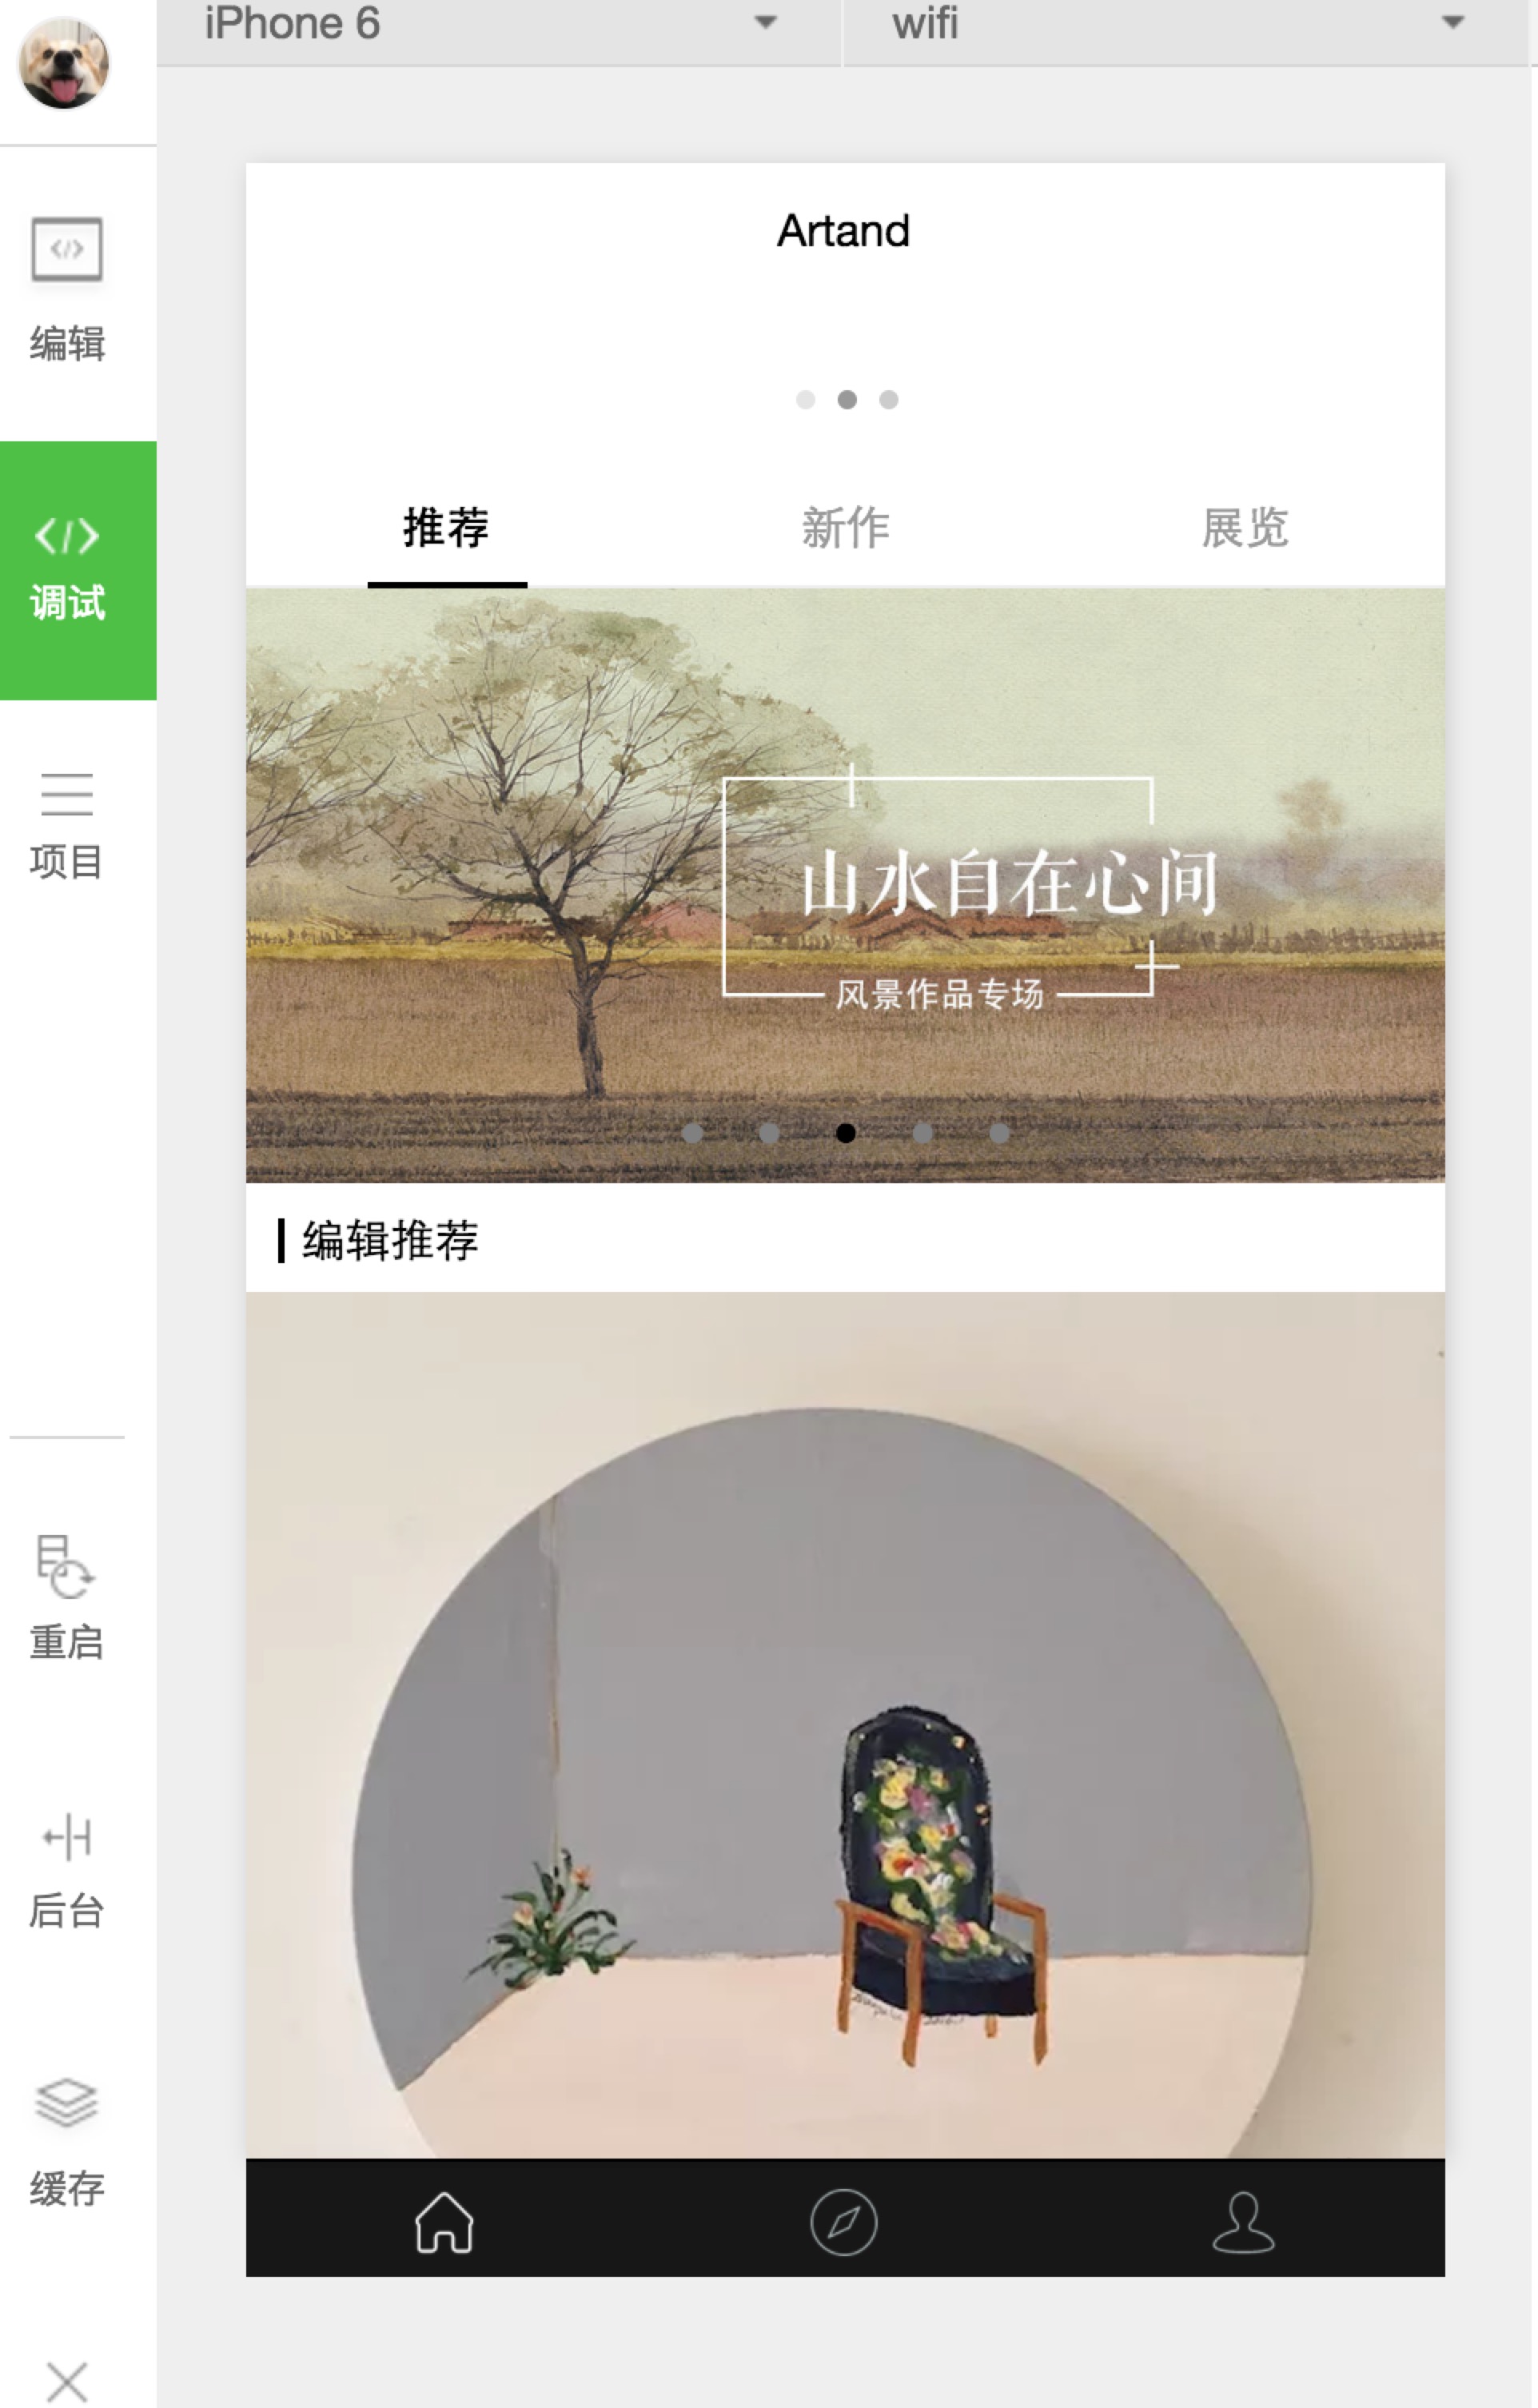 iPhone 6
wifi
编辑
调试
项目
重启
后台
缓存
Artand
推荐
新作
展览
山水自在心间
风景作品专场
编辑推荐